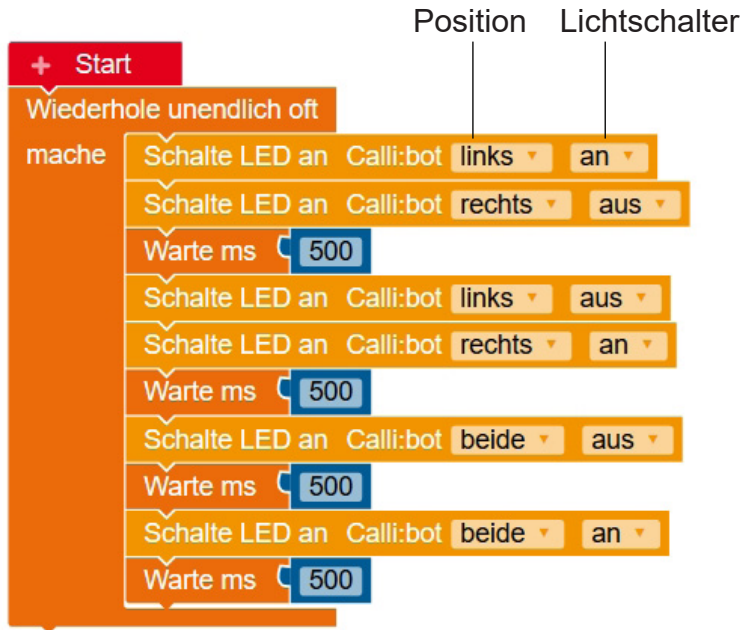 Position Lichtschalter
+ Start
Wiederhole unendlich oft
mache Schalte LED an Calli:bot links an
Schalte LED an Calli:bot rechts aus
Warte ms 500
Schalte LED an Calli:bot links aus
Schalte LED an Calli:bot rechts an
Warte ms 500
Schalte LED an Calli:bot beide aus
Warte ms 500
Schalte LED an Calli:bot beide an
Warte ms 500